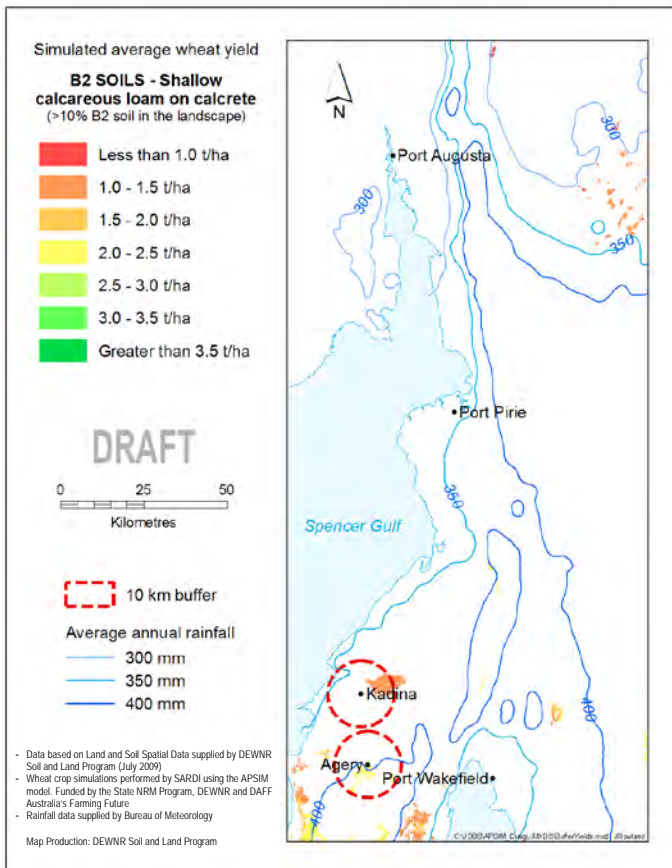 Simulated average wheat yield
B2 SOILS - Shallow
calcareous loam on calcrete
(>10% B2 soil in the landscape)
Less than 1.0 t/ha
1.0 - 1.5 t/ha
1.5 - 2.0 t/ha
2.0 - 2.5 t/ha
2.5 - 3.0 t/ha
3.0 - 3.5 t/ha
Greater than 3.5 t/ha
DRAFT
0 25 50
Kilometres
10 km buffer
Average annual rainfall
300 mm
350 mm
400 mm
- Data based on Land and Soil Spatial Data supplied by DEWNR
Soil and Land Program (July 2009)
- Wheat crop simulations performed by SARDI using the APSIM
model. Funded by the State NRM Program, DEWNR and DAFF
Australia's Farming Future
- Rainfall data supplied by Bureau of Meteorology
Map Production: DEWNR Soil and Land Program
N
300
Port Augusta
300
350
Port Pirie
350
Spencer Gulf
Kadina
400
Agery
Port Wakefield
400